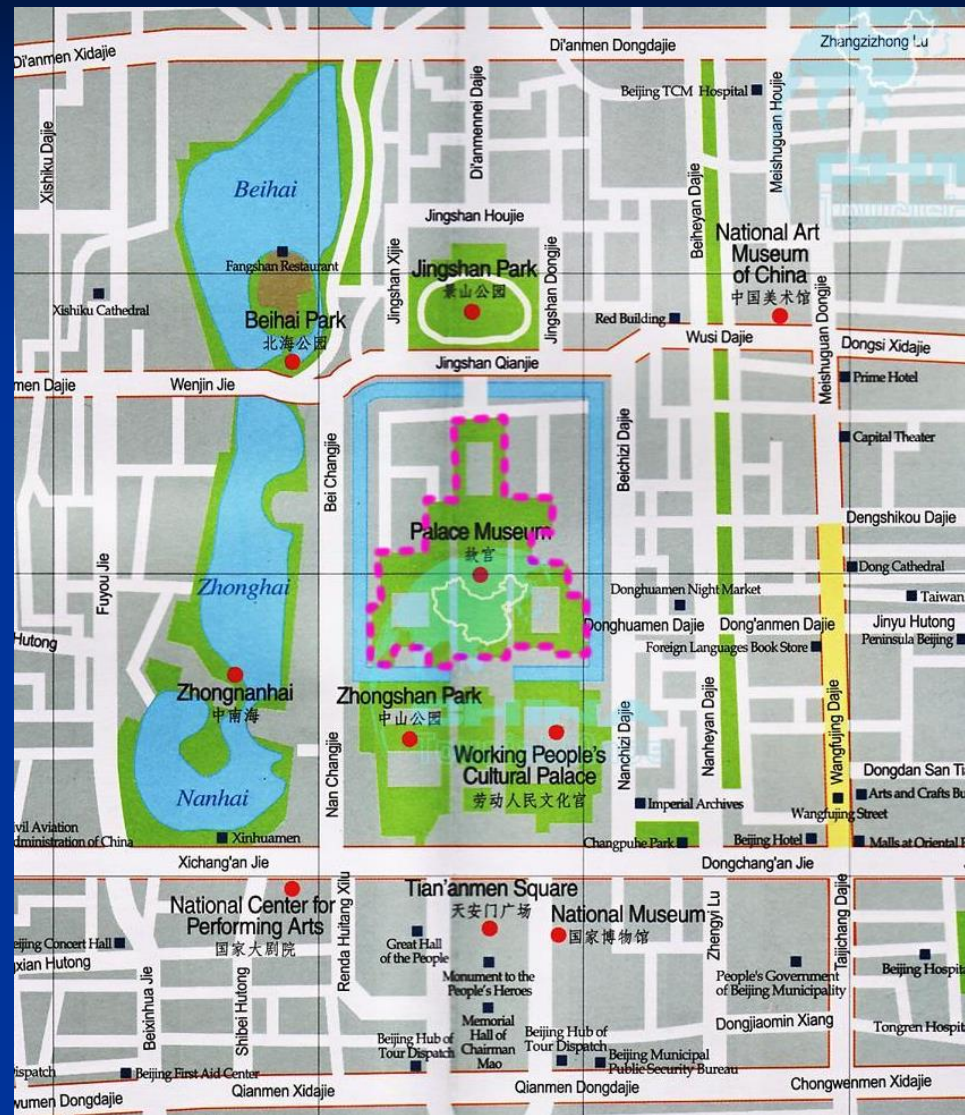 Di'anmen Xidajie
Di'anmen Dongdajie
Zhangzizhong Lu
Beijing TCM Hospital
Xishiku Dajie
Di'anmennei Dajie
Meishuguan Houjie
Beiheyan Dajie
Beihai
Jingshan Houjie
National Art
Museum
of China
中国美术馆
Fangshan Restaurant
Jingshan Xijie
Jingshan Park
景山公园
Jingshan Dongjie
Xishiku Cathedral
Beihai Park
北海公园
Red Building
Wusi Dajie
Meishuguan Dongjie
Dongsi Xidajie
Jingshan Qianjie
men Dajie
Wenjin Jie
Prime Hotel
Capital Theater
Bei Changjie
Beichizi Dajie
Palace Museum
故宫
Dengshikou Dajie
Fuyou Jie
Zhonghai
Dong Cathedral
Donghuamen Night Market
Taiwan
Hutong
Donghuamen Dajie
Dong'anmen Dajie
Jinyu Hutong
Foreign Languages Book Store
Peninsula Beijing
Zhongnanhai
中南海
Zhongshan Park
中山公园
Nanchizi Dajie
Nanheyan Dajie
Wangfujing Dajie
Working People's
Cultural Palace
劳动人民文化宫
Nan Changjie
Nanhai
Dongdan San Ti
Arts and Crafts Bu
Imperial Archives
Wangfujing Street
ivil Aviation
dministration of China
Xinhuamen
Changpuhe Park
Beijing Hotel
Malls at Oriental P
Xichang'an Jie
Dongchang'an Jie
National Center for
Performing Arts
国家大剧院
Renda Huitang Xilu
Tian'anmen Square
天安门广场
National Museum
国家博物馆
Zhengyi Lu
Taijichang Dajie
eijing Concert Hall
xian Hutong
Great Hall
of the People
Monument to the
People's Heroes
People's Government
of Beijing Municipality
Beijing Hospita
Beixinhua Jie
Shibei Hutong
Memorial
Hall of
Chairman
Mao
Dongjiaomin Xiang
Tongren Hospita
Beijing Hub of
Tour Dispatch
Beijing Hub of
Tour Dispatch
Beijing Municipal
Public Security Bureau
Dispatch
Beijing First Aid Center
Qianmen Xidajie
Qianmen Dongdajie
Chongwenmen Xidajie
wumen Dongdajie